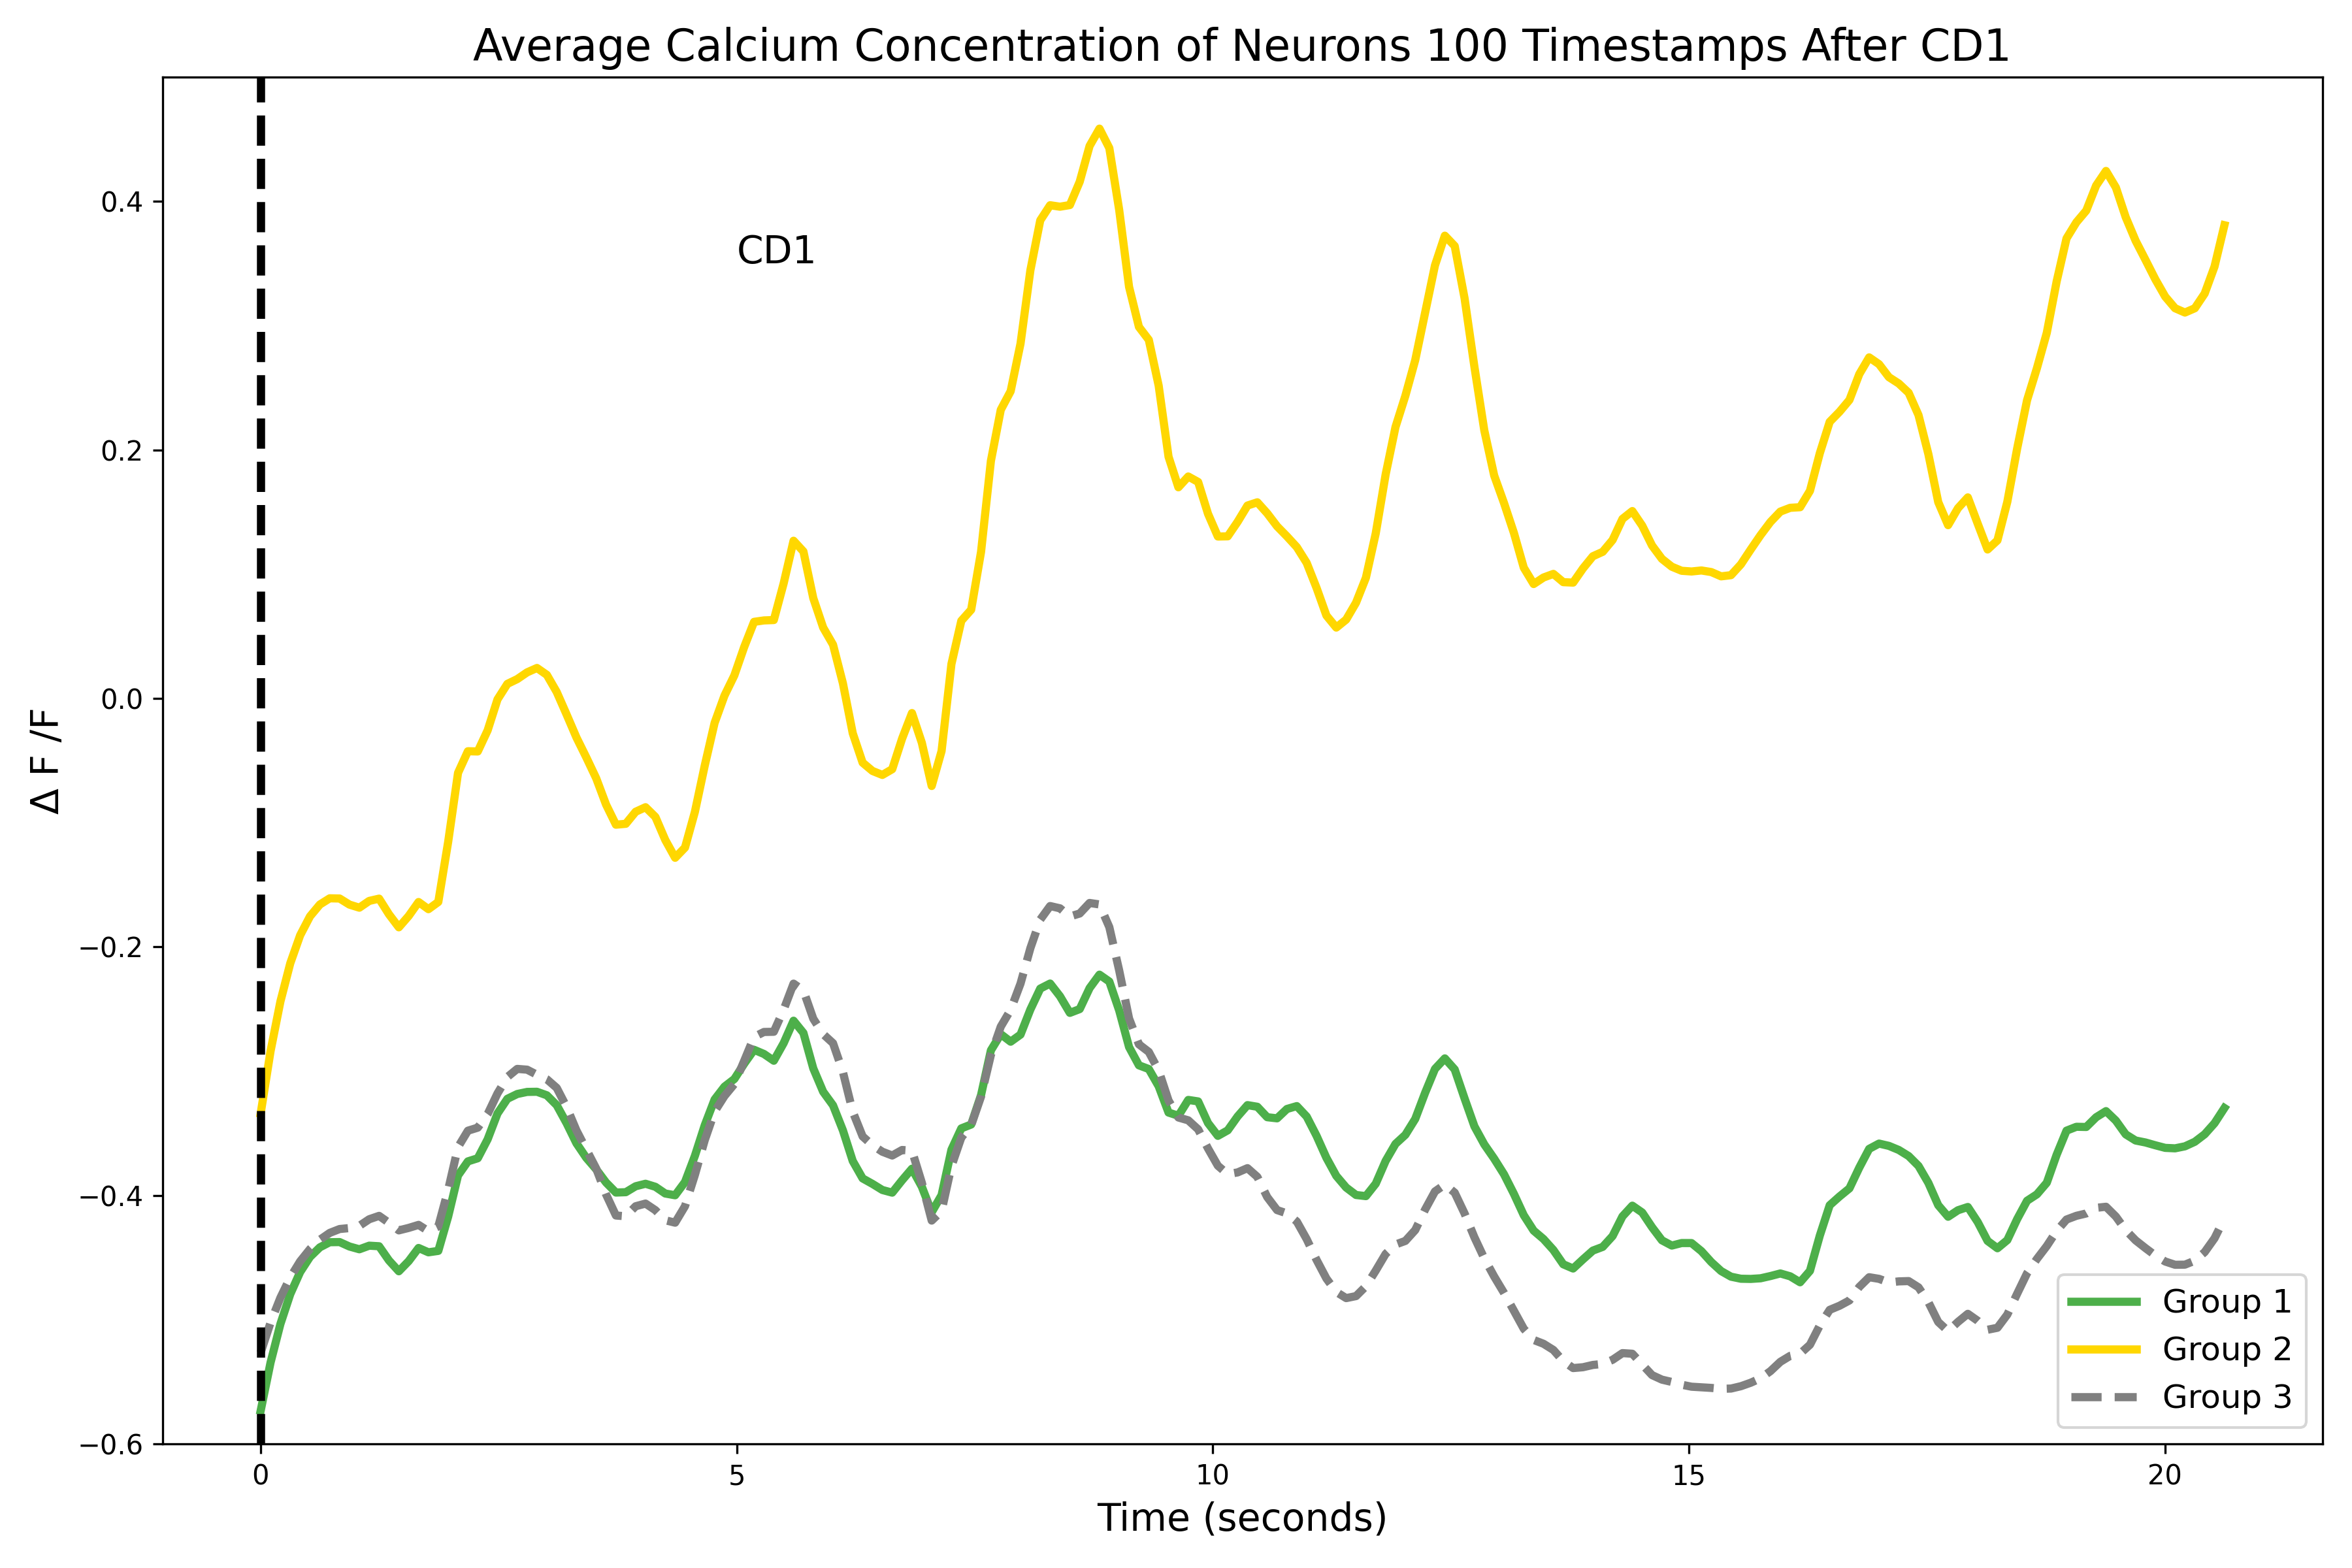 Average Calcium Concentration of Neurons 100 Timestamps After CD1
0.4
0.2
0.0
−0.2
−0.4
−0.6
Δ F /F
CD1
Group 1
Group 2
Group 3
0 5 10 15 20
Time (seconds)